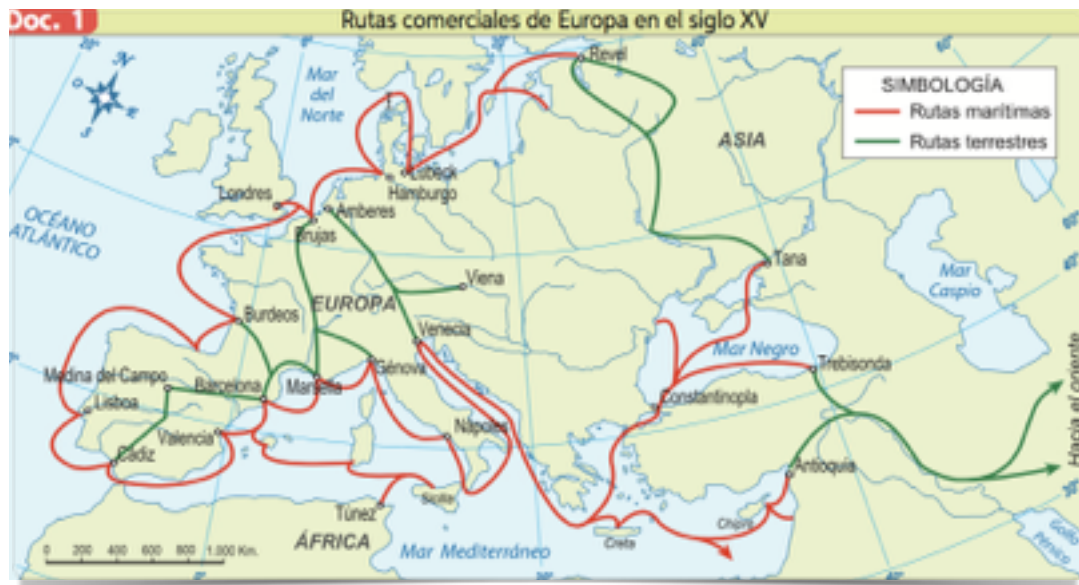 Doc. 1
Rutas comerciales de Europa en el siglo XV
SIMBOLOGÍA
Rutas marítimas
Rutas terrestres
N
O
E
S
Mar
del
Norte
Revel
ASIA
Lübeck
Hamburgo
Londres
Amberes
Brujas
OCÉANO
ATLÁNTICO
Tana
Mar
Caspio
Viena
EUROPA
Burdeos
Venecia
Mar Negro
Trebisonda
Génova
Medina del Campo
Barcelona
Marsella
Lisboa
Constantinopla
Valencia
Nápoles
Cádiz
Antioquia
Hacia el oriente
Sicilia
Túnez
Chipre
Creta
ÁFRICA
Mar Mediterráneo
Golfo
Pérsico
0 200 400 600 800 1.000 Km.